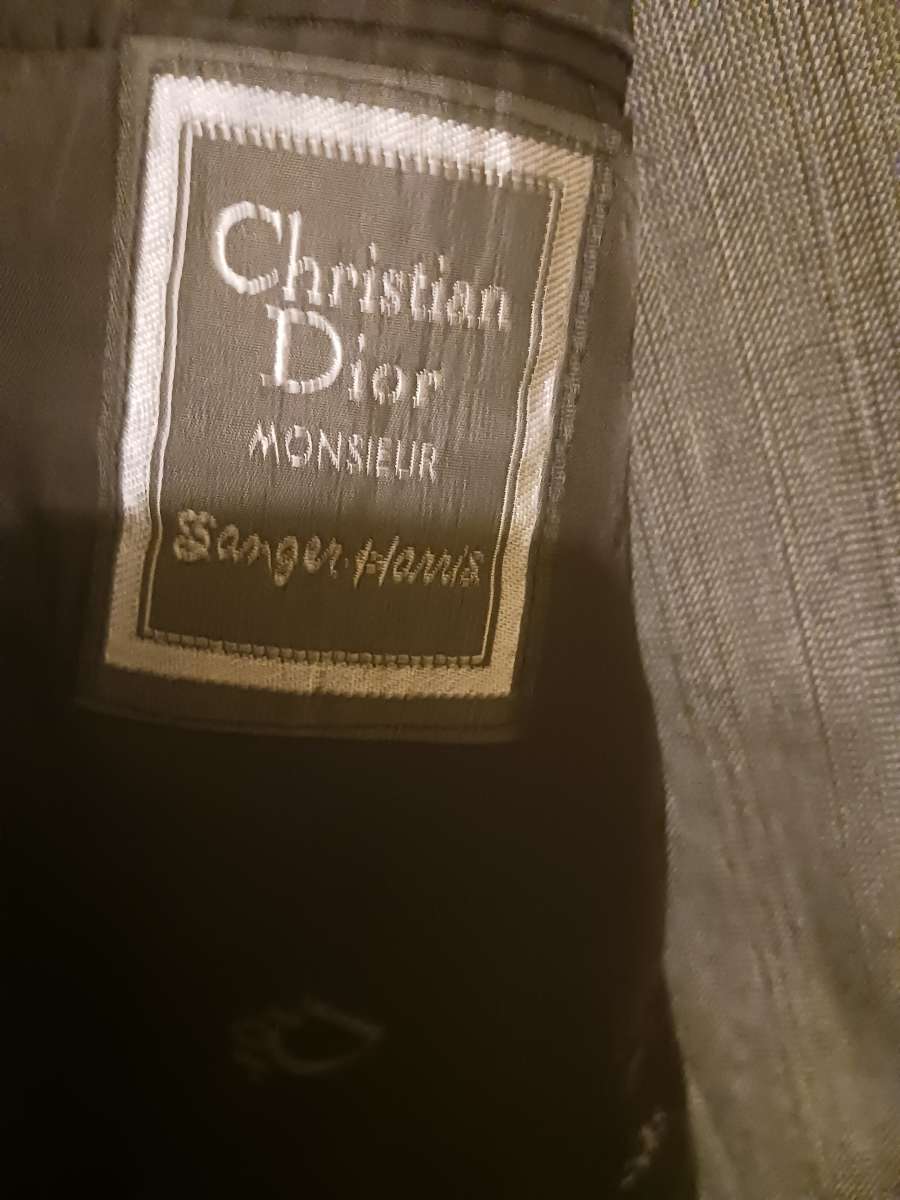 Christian
Dior
MONSIEUR
Sanger-Harris